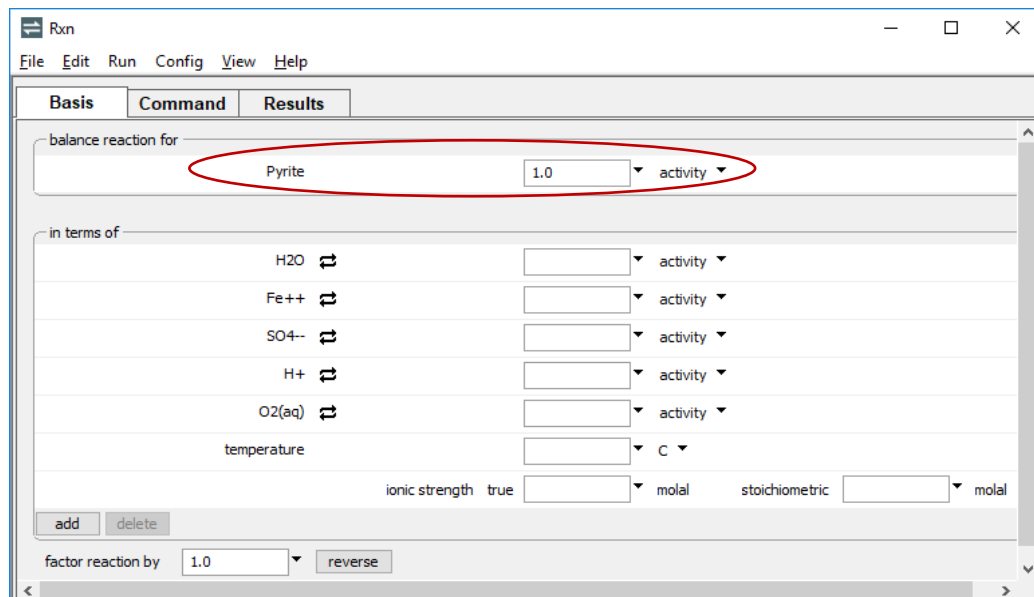 Rxn
File Edit Run Config View Help
Basis Command Results
balance reaction for
Pyrite 1.0 activity
in terms of
H2O activity
Fe++ activity
SO4-- activity
H+ activity
O2(aq) activity
temperature C
ionic strength true molal stoichiometric molal
add delete
factor reaction by 1.0 reverse